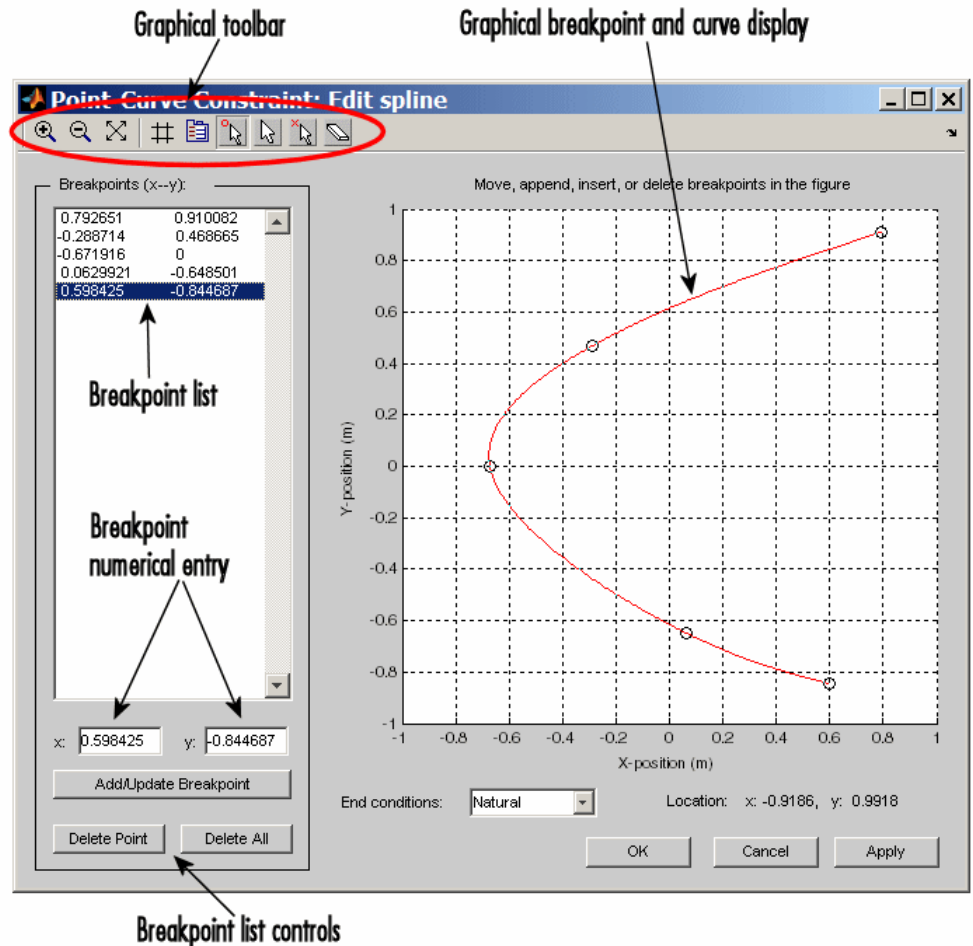 Graphical toolbar
Graphical breakpoint and curve display
Point-Curve Constraint: Edit spline
Breakpoints (x--y):
0.792651 0.910082
-0.288714 0.468665
-0.671916 0
0.0629921 -0.648501
0.598425 -0.844687
Breakpoint list
Breakpoint
numerical entry
x: 0.598425 y: -0.844687
Add/Update Breakpoint
Delete Point Delete All
Breakpoint list controls
Move, append, insert, or delete breakpoints in the figure
1
0.8
0.6
0.4
0.2
0
-0.2
-0.4
-0.6
-0.8
-1
Y-position (m)
-1 -0.8 -0.6 -0.4 -0.2 0 0.2 0.4 0.6 0.8 1
X-position (m)
End conditions: Natural Location: x: -0.9186, y: 0.9918
OK Cancel Apply